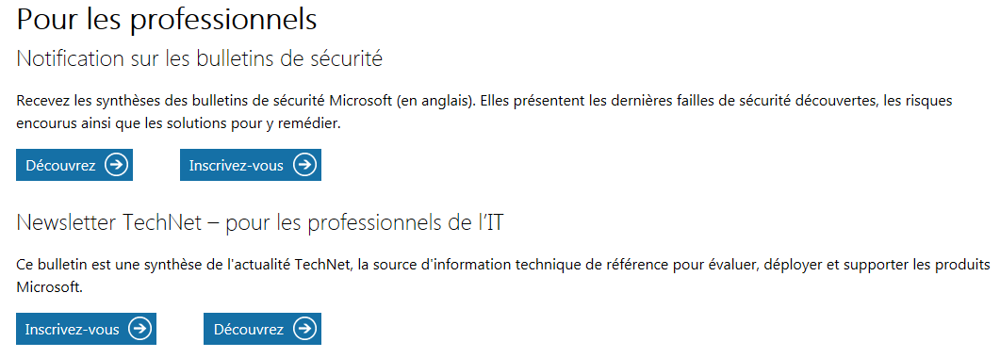 Pour les professionnels
Notification sur les bulletins de sécurité
Recevez les synthèses des bulletins de sécurité Microsoft (en anglais). Elles présentent les dernières failles de sécurité découvertes, les risques
encourus ainsi que les solutions pour y remédier.
Découvrez Inscrivez-vous
Newsletter TechNet – pour les professionnels de l’IT
Ce bulletin est une synthèse de l'actualité TechNet, la source d'information technique de référence pour évaluer, déployer et supporter les produits
Microsoft.
Inscrivez-vous Découvrez